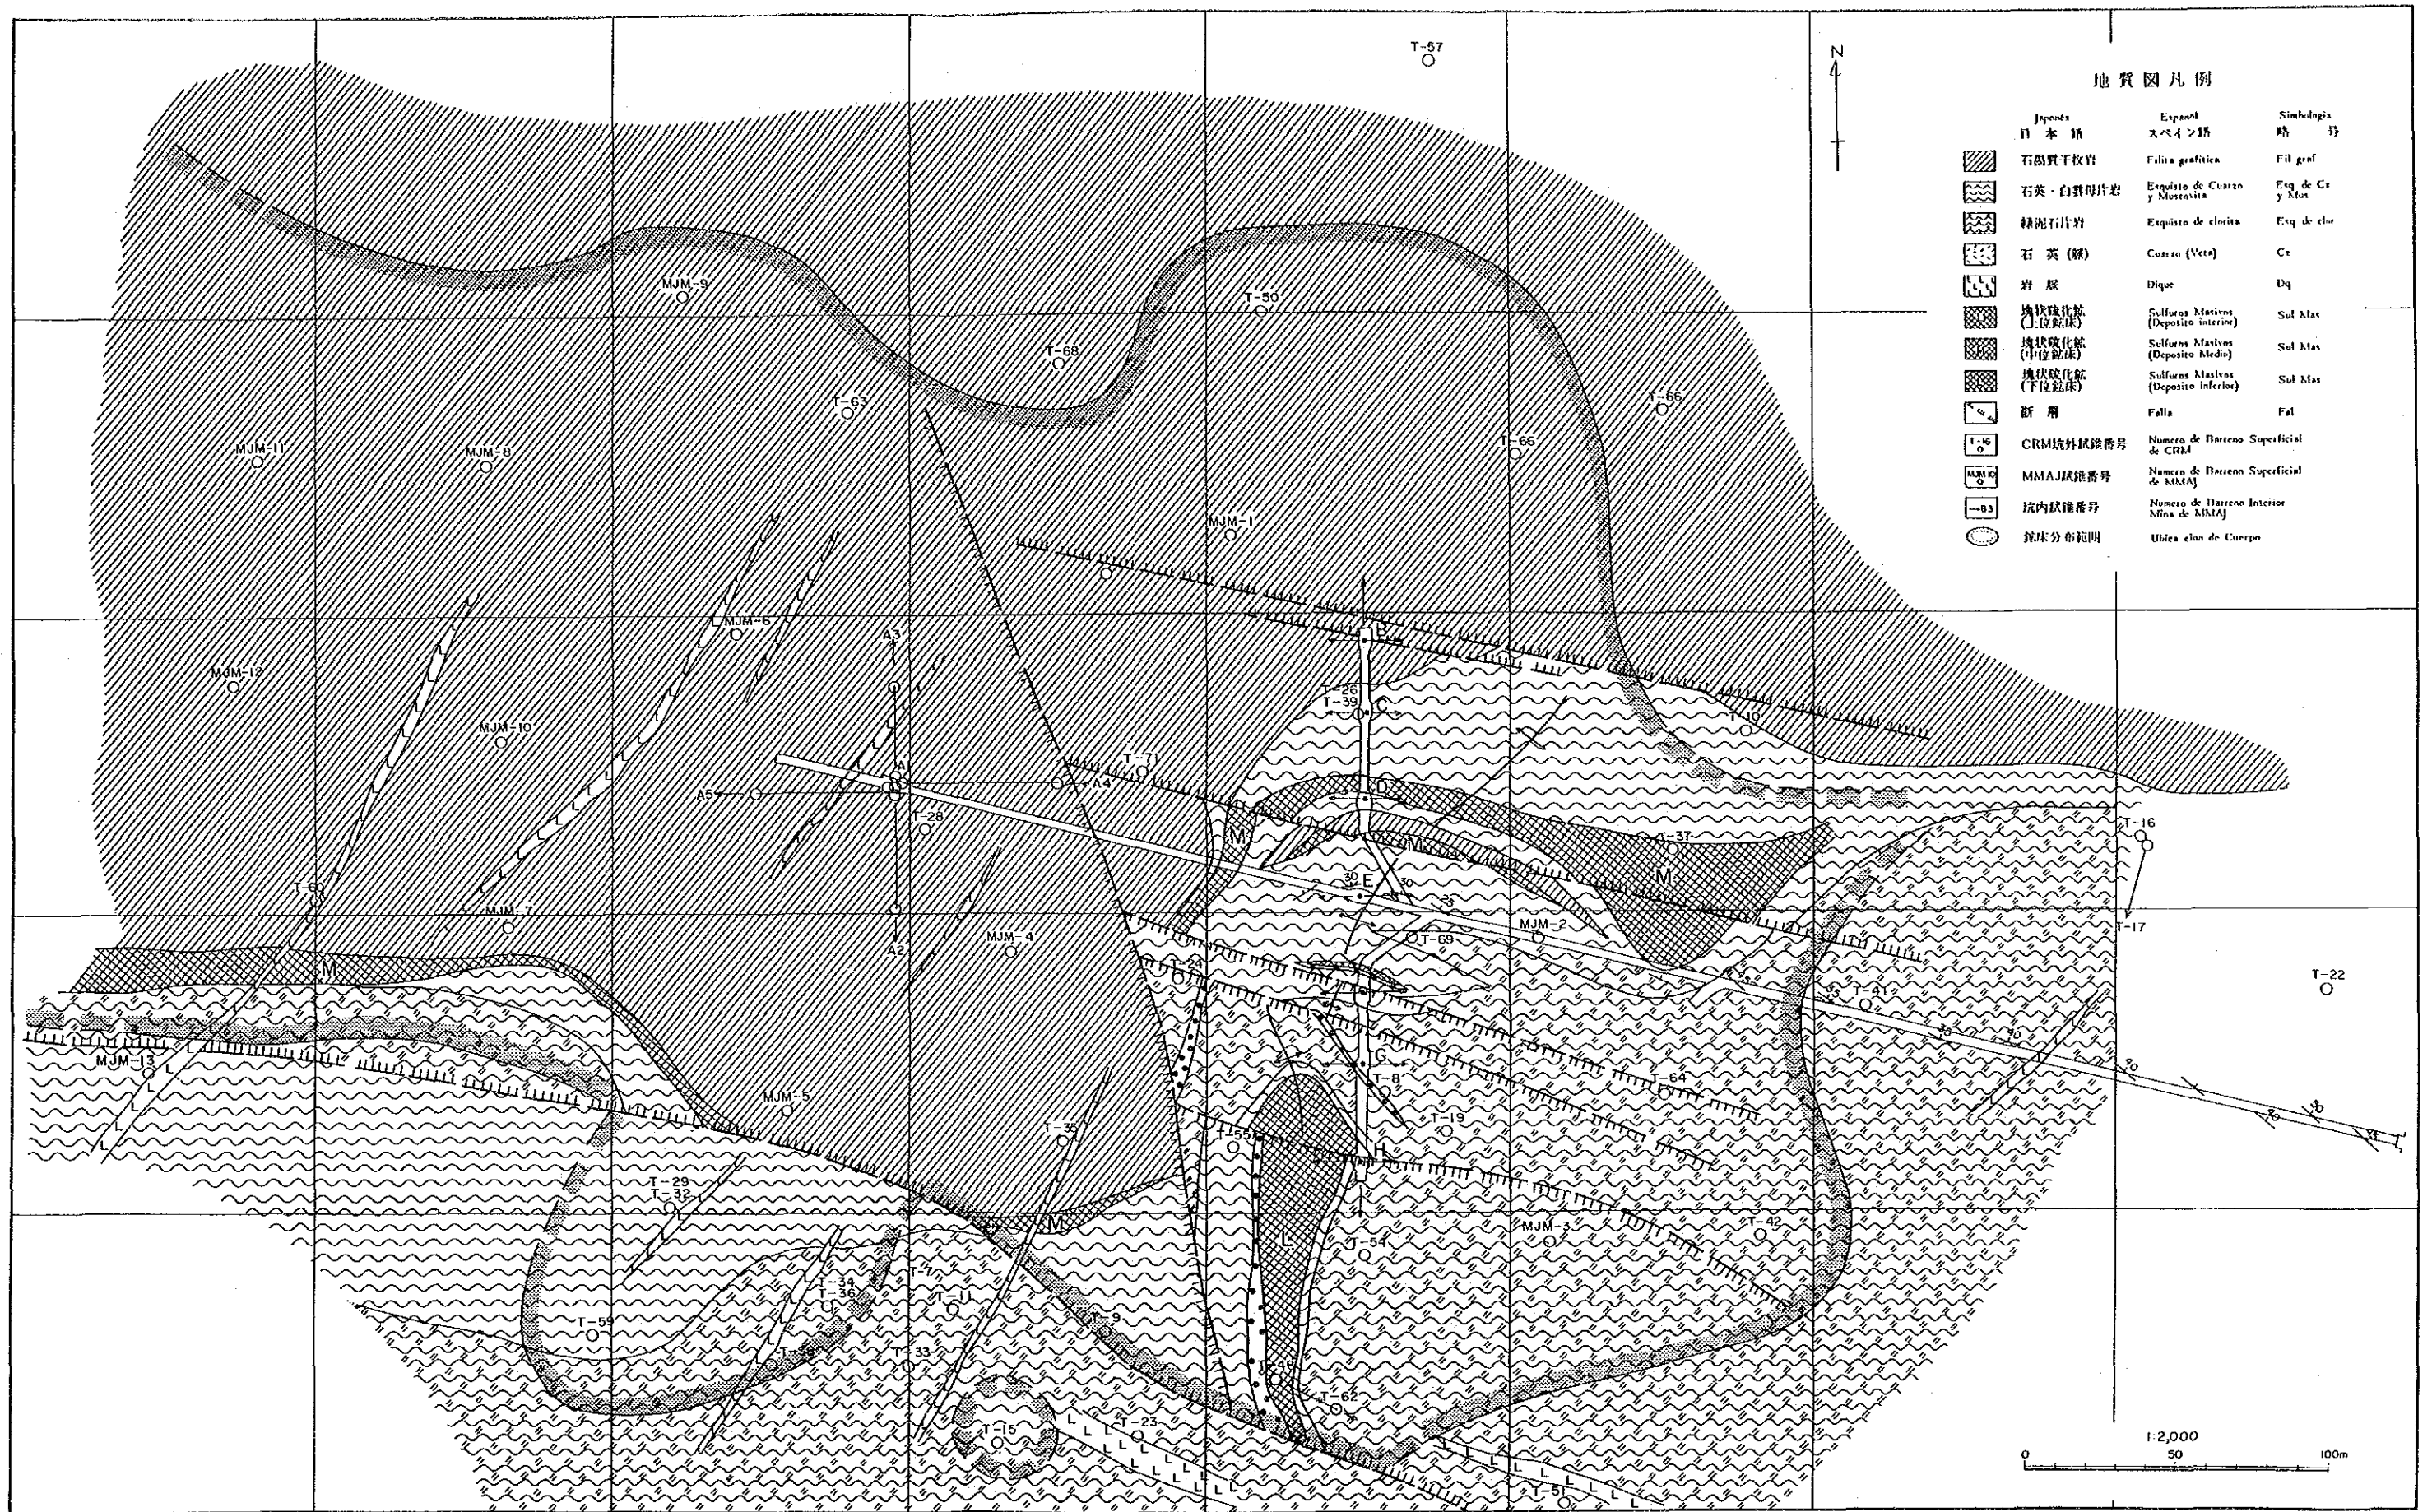 T-57
N
地質図凡例
Japonés Español Simbología
日本語 スペイン語 略号
石墨質千枚岩 Filita grafítica Fil graf
石英・白雲母片岩 Esquisto de Cuarzo y Muscovita Esq de Cz y Mus
緑泥石片岩 Esquisto de clorita Esq de clor
石英(脈) Cuarzo (Veta) Cz
岩脈 Dique Dq
塊状硫化鉱 (上位鉱床) Sulfuros Masivos (Deposito interior) Sul Mas
M 塊状硫化鉱 (中位鉱床) Sulfuros Masivos (Deposito Medio) Sul Mas
塊状硫化鉱 (下位鉱床) Sulfuros Masivos (Deposito inferior) Sul Mas
断層 Falla Fal
T-16 CRM坑外試錐番号 Numero de Barreno Superficial de CRM
MJM-10 MMAJ試錐番号 Numero de Barreno Superficial de MMAJ
→B3 坑内試錐番号 Numero de Barreno Interior Mina de MMAJ
鉱床分布範囲 Ubicacion de Cuerpo
MJM-9
T-50
T-68
T-63
T-66
T-66
MJM-11
MJM-8
MJM-1
MJM-6
A3
B
MJM-12
T-26
T-39
C
T-10
MJM-10
A
T-71
A5
A4
D
T-28
M
M
T-37
T-16
M
30
E
30
25
T-60
MJM-7
MJM-4
A2
T-69
MJM-2
T-17
M
T-24
T-22
T-41
MJM-13
G
T-8
T-64
MJM-5
T-35
T-55
T-19
H
T-29
T-32
M
L
MJM-3
T-42
T-54
T-7
T-34
T-36
T-11
T-9
T-59
T-38
T-33
T-48
T-62
T-15
T-23
T-51
1:2,000
0 50 100m